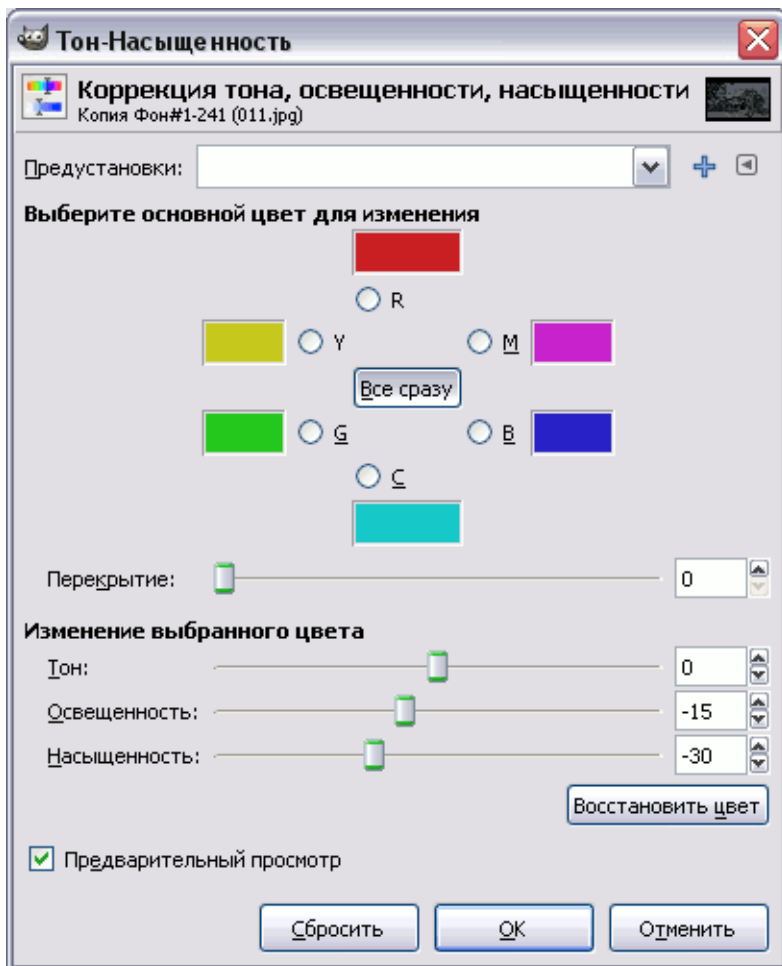 Тон-Насыщенность
Коррекция тона, освещенности, насыщенности
Копия Фон#1-241 (011.jpg)
Предустановки:
Выберите основной цвет для изменения
R
Y M
Все сразу
G B
C
Перекрытие: 0
Изменение выбранного цвета
Тон: 0
Освещенность: -15
Насыщенность: -30
Восстановить цвет
Предварительный просмотр
Сбросить OK Отменить